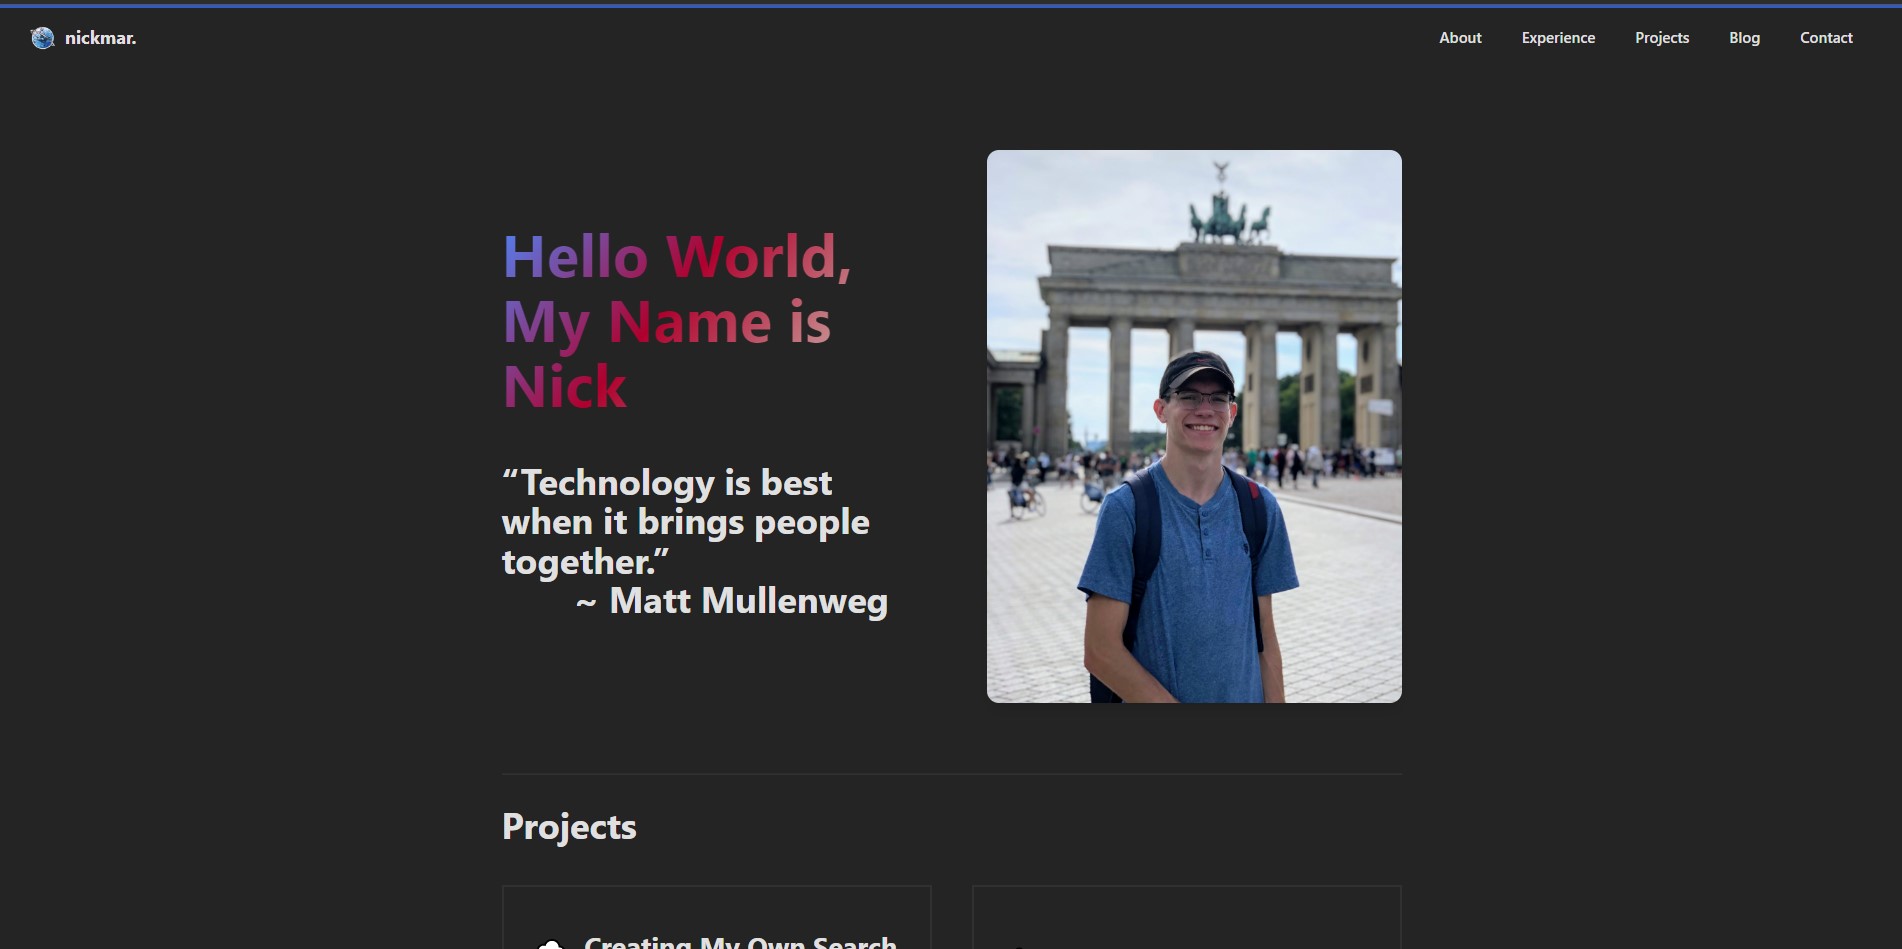 nickmar.
About Experience Projects Blog Contact
Hello World,
My Name is
Nick
“Technology is best
when it brings people
together.”
~ Matt Mullenweg
Projects
Creating My Own Search